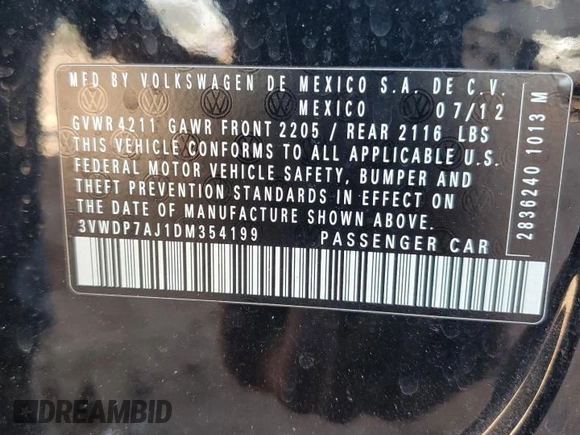 MFD BY VOLKSWAGEN DE MEXICO S.A. DE C.V.
MEXICO 07/12
GVWR 4211 GAWR FRONT 2205 / REAR 2116 LBS
THIS VEHICLE CONFORMS TO ALL APPLICABLE U.S.
FEDERAL MOTOR VEHICLE SAFETY, BUMPER AND
THEFT PREVENTION STANDARDS IN EFFECT ON
THE DATE OF MANUFACTURE SHOWN ABOVE.
3VWDP7AJ1DM354199 PASSENGER CAR
2836240 1013 M
DREAMBID